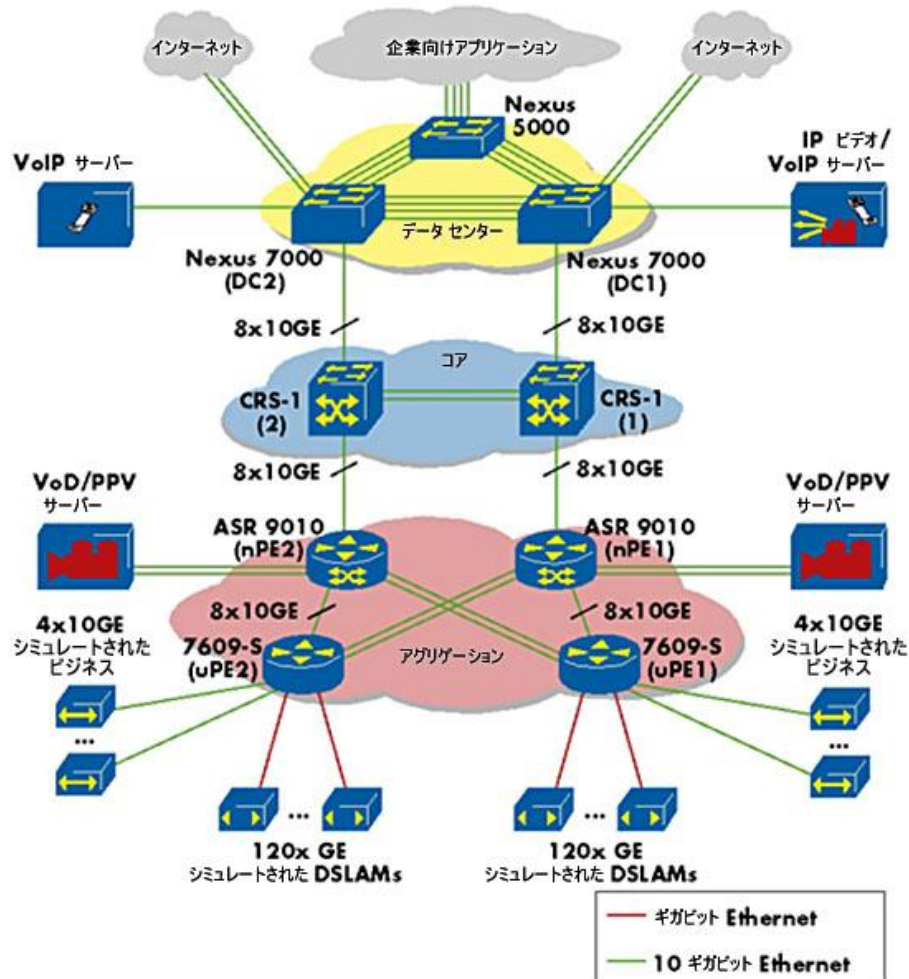 インターネット
企業向けアプリケーション
インターネット
Nexus
5000
VoIP サーバー
IP ビデオ/
VoIP サーバー
データ センター
Nexus 7000
(DC2)
Nexus 7000
(DC1)
8x10GE
8x10GE
コア
CRS-1
(2)
CRS-1
(1)
8x10GE
8x10GE
VoD/PPV
サーバー
VoD/PPV
サーバー
ASR 9010
(nPE2)
ASR 9010
(nPE1)
8x10GE
8x10GE
4x10GE
シミュレートされた
ビジネス
4x10GE
シミュレートされた
ビジネス
7609-S
(uPE2)
アグリゲーション
7609-S
(uPE1)
...
...
...
...
120x GE
シミュレートされた DSLAMs
120x GE
シミュレートされた DSLAMs
ギガビット Ethernet
10 ギガビット Ethernet